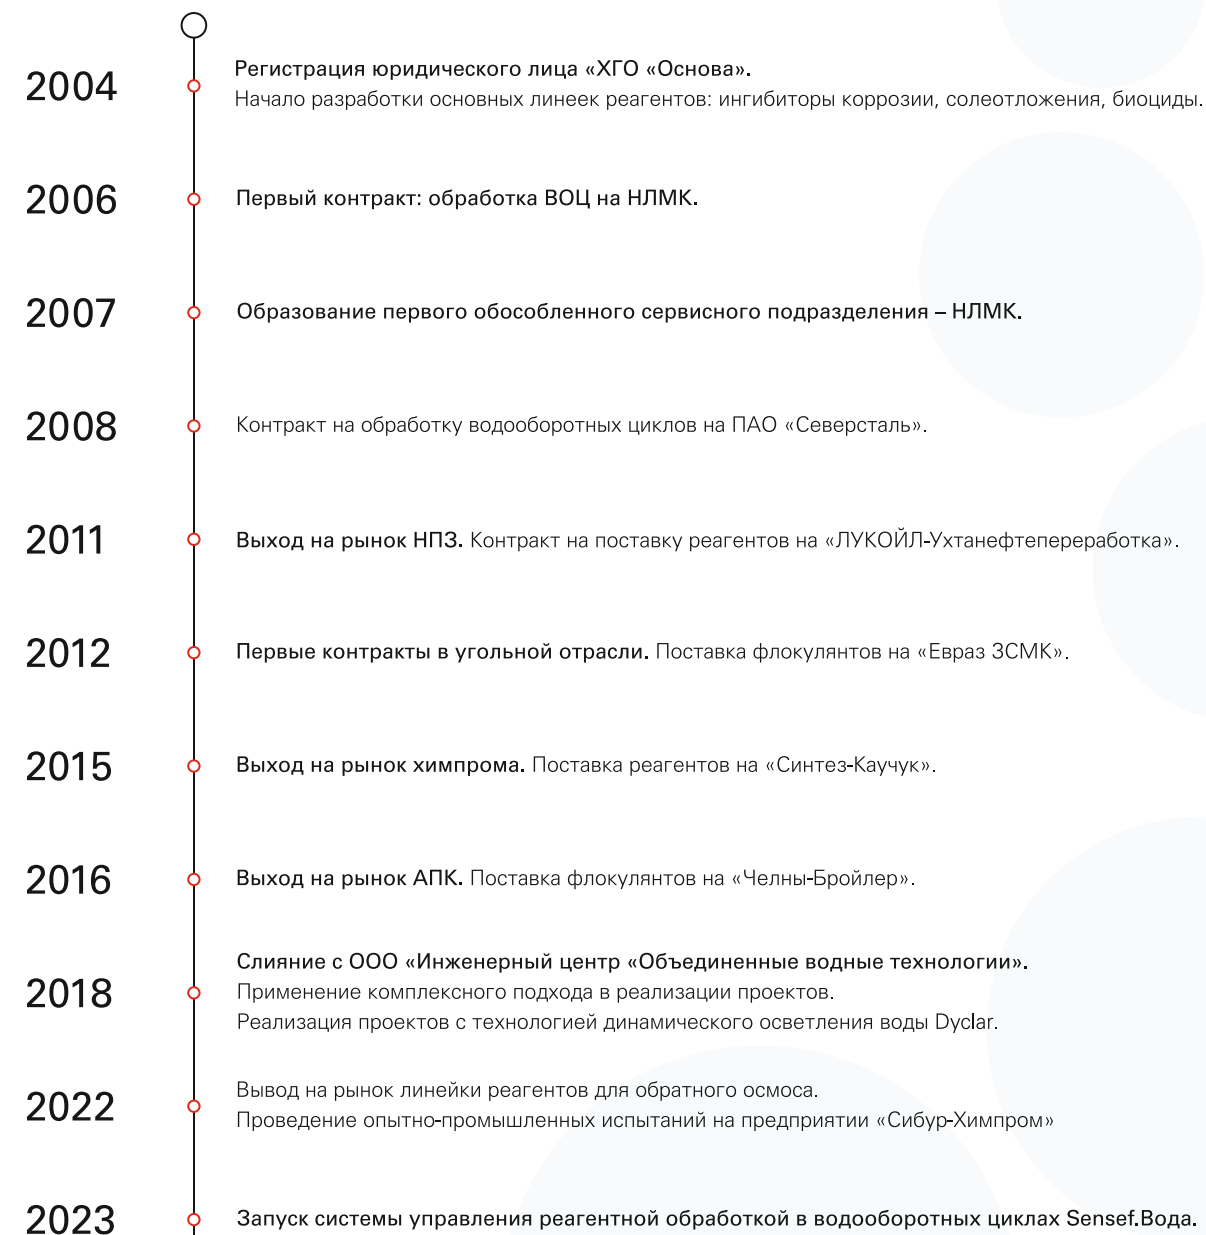 2004
Регистрация юридического лица «ХГО «Основа».
Начало разработки основных линеек реагентов: ингибиторы коррозии, солеотложения, биоциды.
2006
Первый контракт: обработка ВОЦ на НЛМК.
2007
Образование первого обособленного сервисного подразделения – НЛМК.
2008
Контракт на обработку водооборотных циклов на ПАО «Северсталь».
2011
Выход на рынок НПЗ. Контракт на поставку реагентов на «ЛУКОЙЛ-Ухтанефтепереработка».
2012
Первые контракты в угольной отрасли. Поставка флокулянтов на «Евраз ЗСМК».
2015
Выход на рынок химпрома. Поставка реагентов на «Синтез-Каучук».
2016
Выход на рынок АПК. Поставка флокулянтов на «Челны-Бройлер».
2018
Слияние с ООО «Инженерный центр «Объединенные водные технологии».
Применение комплексного подхода в реализации проектов.
Реализация проектов с технологией динамического осветления воды Dyclar.
2022
Вывод на рынок линейки реагентов для обратного осмоса.
Проведение опытно-промышленных испытаний на предприятии «Сибур-Химпром»
2023
Запуск системы управления реагентной обработкой в водооборотных циклах Sensef.Вода.